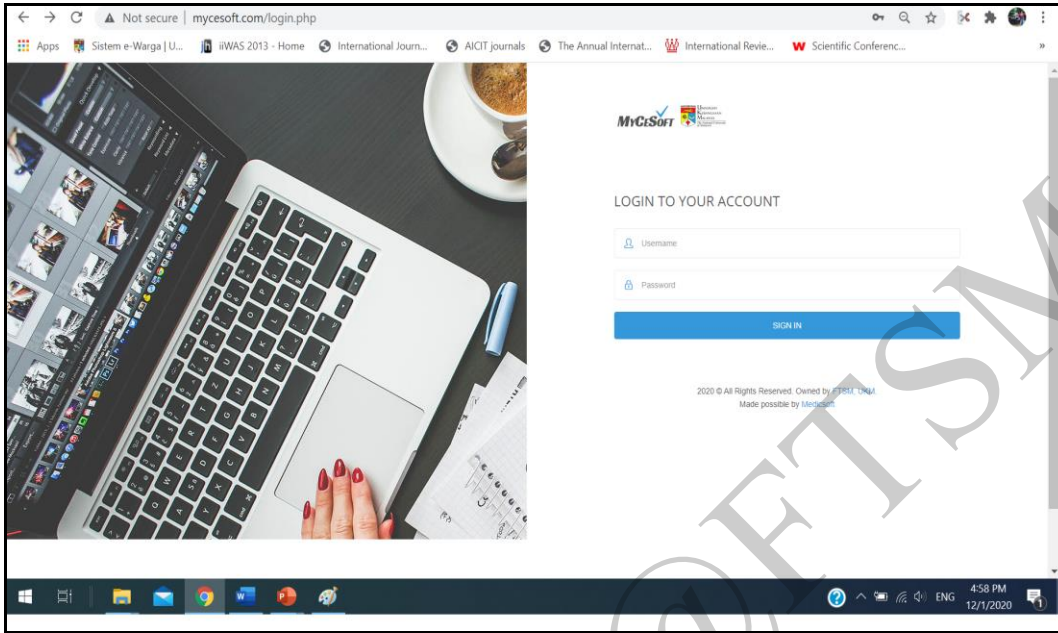 Not secure | mycesoft.com/login.php
Apps Sistem e-Warga | U... iiWAS 2013 - Home International Journ... AICIT journals The Annual Internat... International Revie... Scientific Conferenc... »
MYCESOFT
LOGIN TO YOUR ACCOUNT
Username
Password
SIGN IN
2020 © All Rights Reserved. Owned by FTSM, UKM.
Made possible by Medicsoft
ENG
4:58 PM
12/1/2020
1
@FTSM